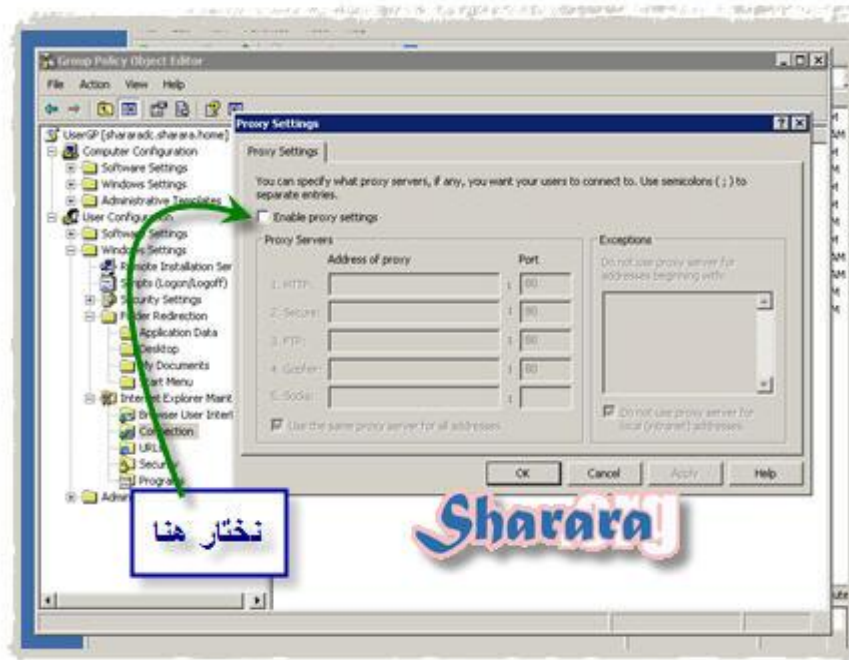 Group Policy Object Editor
File Action View Help
UserGP [shararadc.sharara.home]
Computer Configuration
Software Settings
Windows Settings
Administrative Templates
User Configuration
Software Settings
Windows Settings
Remote Installation Ser
Scripts (Logon/Logoff)
Security Settings
Folder Redirection
Application Data
Desktop
My Documents
Start Menu
Internet Explorer Maint
Browser User Interf
Connection
URL
Security
Programs
Admin
Proxy Settings
Proxy Settings
You can specify what proxy servers, if any, you want your users to connect to. Use semicolons ( ; ) to
separate entries.
Enable proxy settings
Proxy Servers
Address of proxy Port
1. HTTP: : 80
2. Secure: : 80
3. FTP: : 80
4. Gopher: : 80
5. Socks: :
Use the same proxy server for all addresses
Exceptions
Do not use proxy server for
addresses beginning with:
Do not use proxy server for
local (intranet) addresses
OK Cancel Apply Help
نختار هنا
Sharara.org